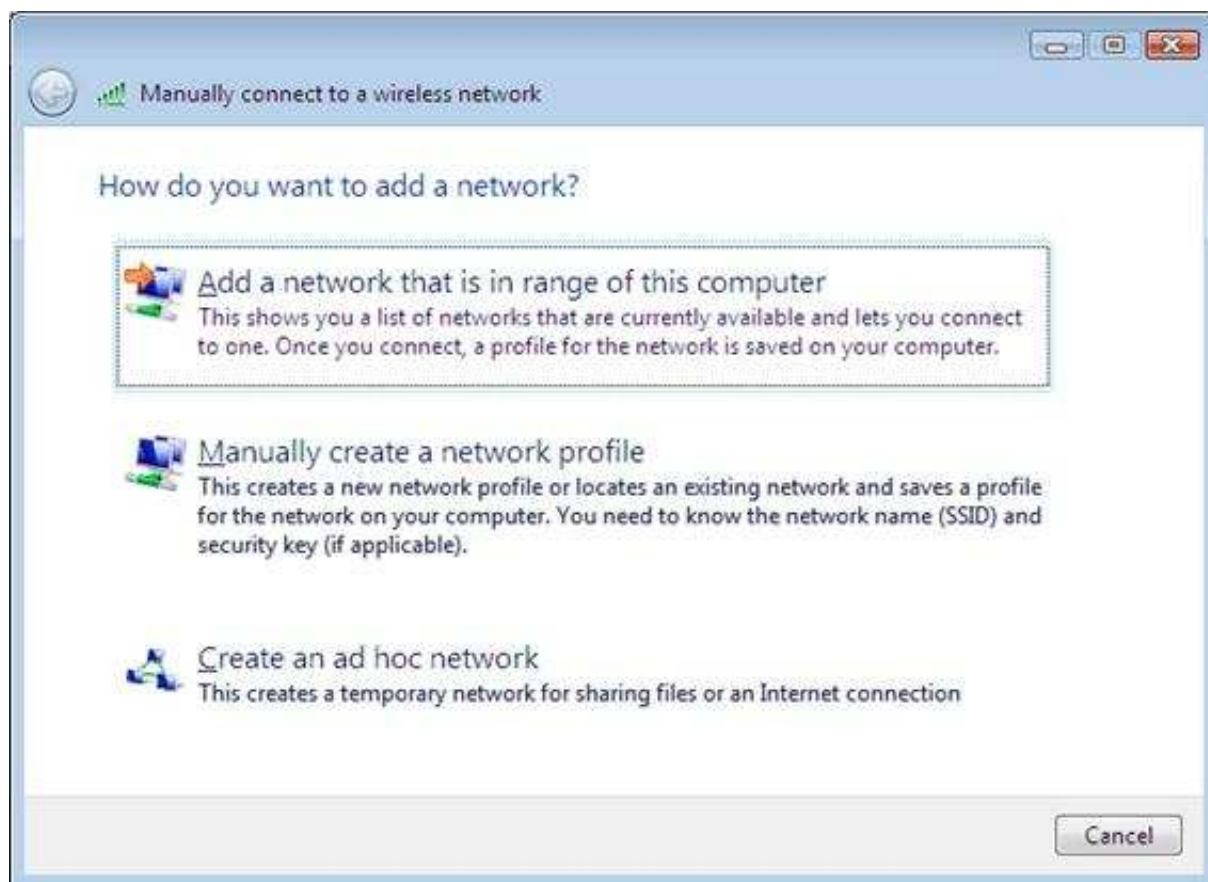 Manually connect to a wireless network
How do you want to add a network?
Add a network that is in range of this computer
This shows you a list of networks that are currently available and lets you connect
to one. Once you connect, a profile for the network is saved on your computer.
Manually create a network profile
This creates a new network profile or locates an existing network and saves a profile
for the network on your computer. You need to know the network name (SSID) and
security key (if applicable).
Create an ad hoc network
This creates a temporary network for sharing files or an Internet connection
Cancel